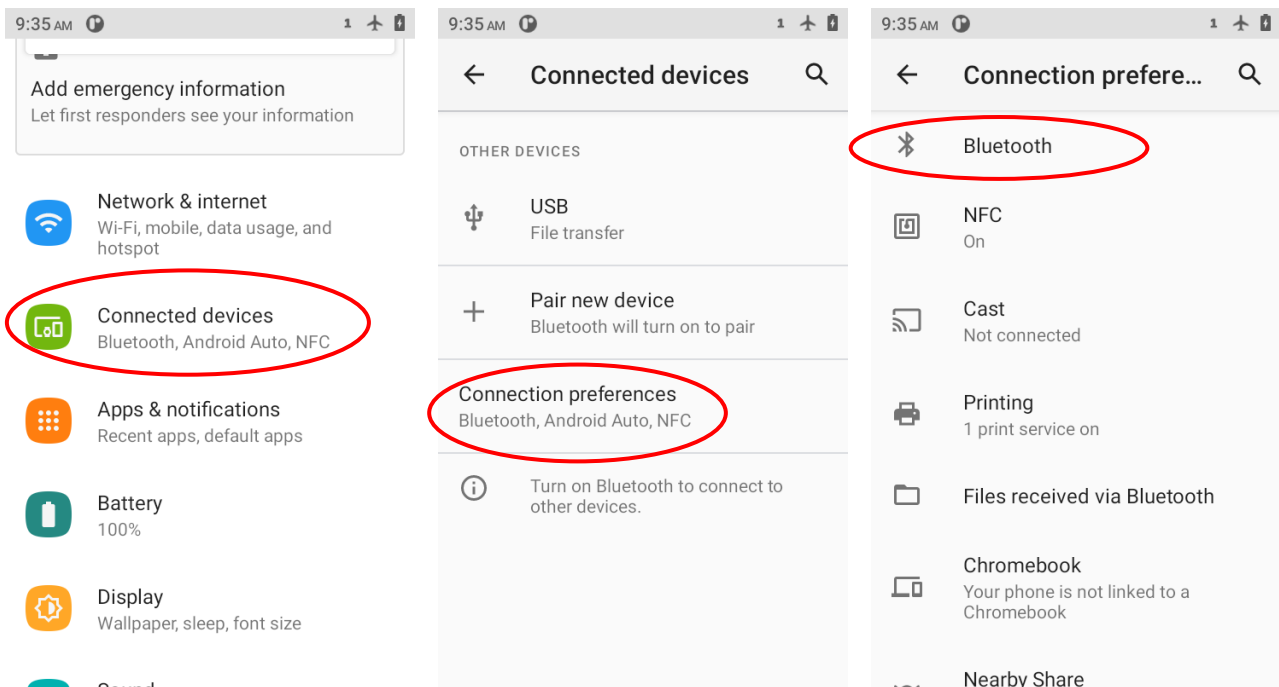 9:35 AM
1
Add emergency information
Let first responders see your information
Network & internet
Wi-Fi, mobile, data usage, and
hotspot
Connected devices
Bluetooth, Android Auto, NFC
Apps & notifications
Recent apps, default apps
Battery
100%
Display
Wallpaper, sleep, font size
Sound
9:35 AM
1
Connected devices
OTHER DEVICES
USB
File transfer
Pair new device
Bluetooth will turn on to pair
Connection preferences
Bluetooth, Android Auto, NFC
Turn on Bluetooth to connect to
other devices.
9:35 AM
1
Connection prefere...
Bluetooth
NFC
On
Cast
Not connected
Printing
1 print service on
Files received via Bluetooth
Chromebook
Your phone is not linked to a
Chromebook
Nearby Share